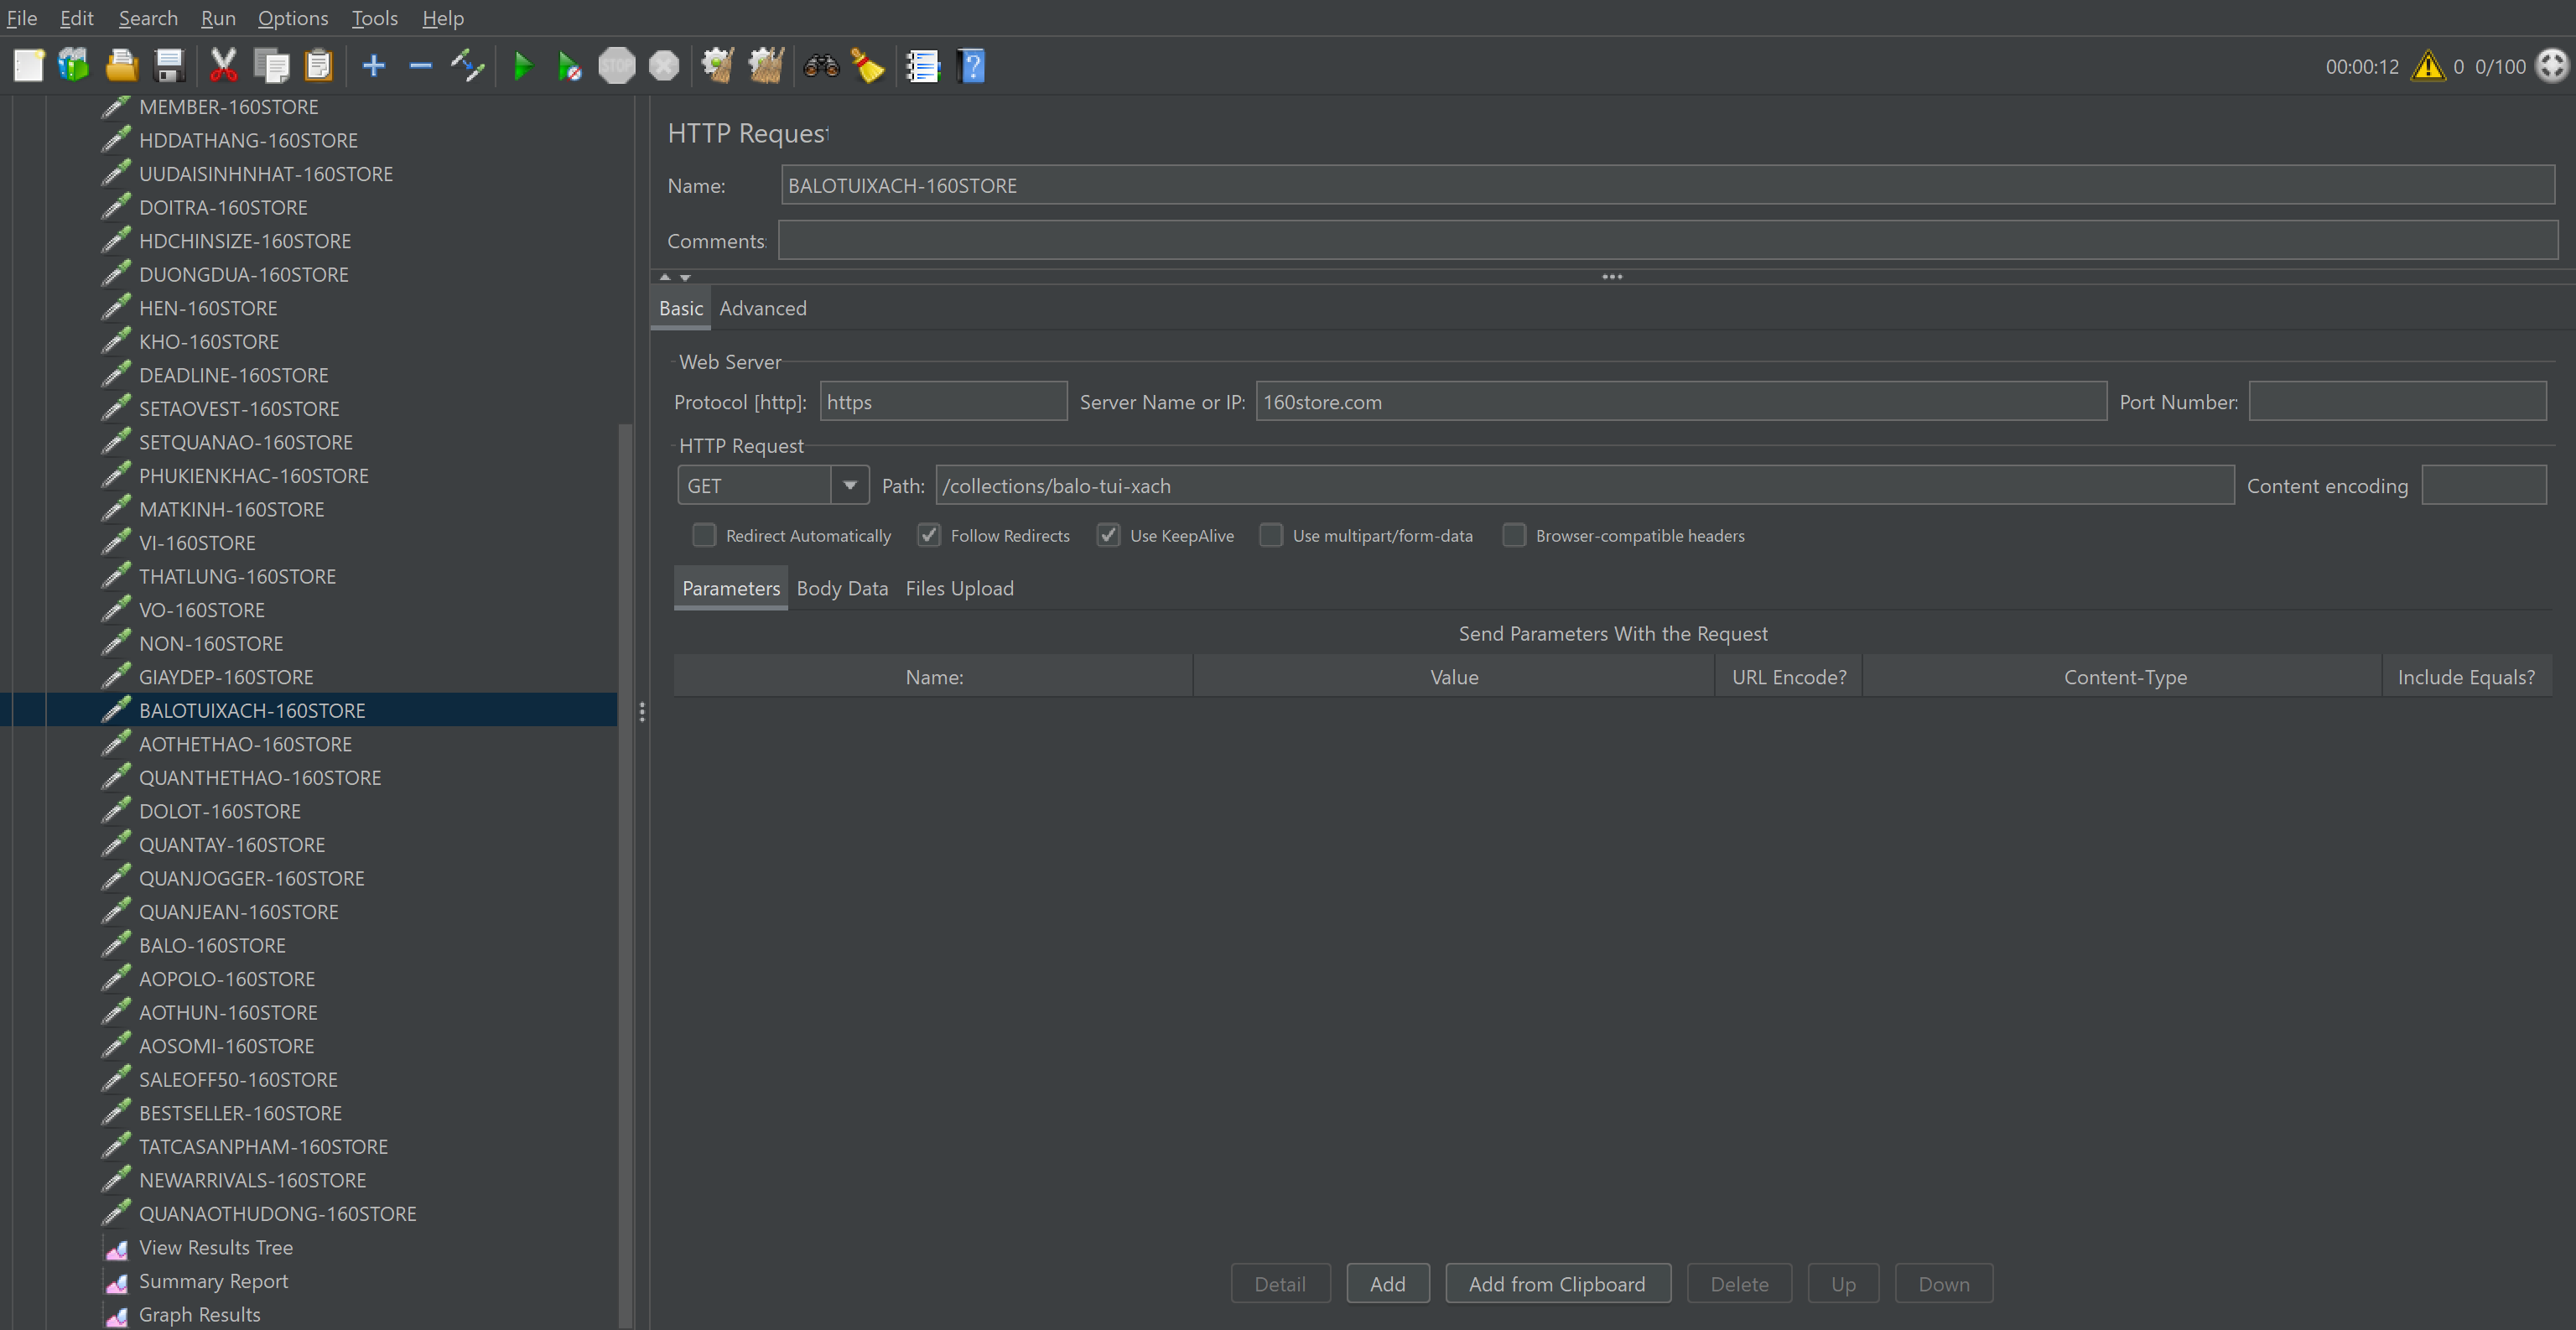 File Edit Search Run Options Tools Help
STOP
00:00:12 0 0/100
MEMBER-160STORE
HDDATHANG-160STORE
UUDAISINHNHAT-160STORE
DOITRA-160STORE
HDCHINSIZE-160STORE
DUONGDUA-160STORE
HEN-160STORE
KHO-160STORE
DEADLINE-160STORE
SETAOVEST-160STORE
SETQUANAO-160STORE
PHUKIENKHAC-160STORE
MATKINH-160STORE
VI-160STORE
THATLUNG-160STORE
VO-160STORE
NON-160STORE
GIAYDEP-160STORE
BALOTUIXACH-160STORE
AOTHETHAO-160STORE
QUANTHETHAO-160STORE
DOLOT-160STORE
QUANTAY-160STORE
QUANJOGGER-160STORE
QUANJEAN-160STORE
BALO-160STORE
AOPOLO-160STORE
AOTHUN-160STORE
AOSOMI-160STORE
SALEOFF50-160STORE
BESTSELLER-160STORE
TATCASANPHAM-160STORE
NEWARRIVALS-160STORE
QUANAOTHUDONG-160STORE
View Results Tree
Summary Report
Graph Results
HTTP Request
Name: BALOTUIXACH-160STORE
Comments:
Basic Advanced
Web Server
Protocol [http]: https Server Name or IP: 160store.com Port Number:
HTTP Request
GET Path: /collections/balo-tui-xach Content encoding
Redirect Automatically Follow Redirects Use KeepAlive Use multipart/form-data Browser-compatible headers
Parameters Body Data Files Upload
Send Parameters With the Request
Name: Value URL Encode? Content-Type Include Equals?
Detail Add Add from Clipboard Delete Up Down